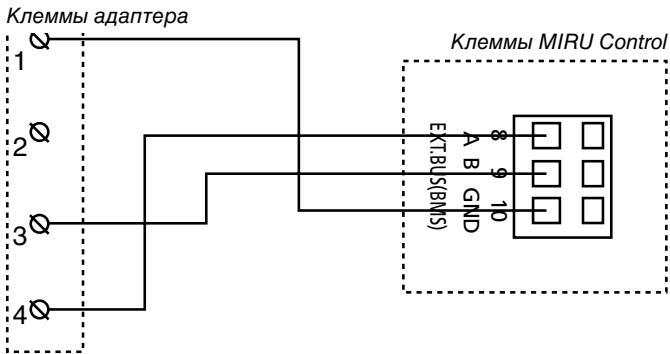 Клеммы адаптера
Клеммы MIRU Control
1
2
3
4
EXT.BUS(BMS)
A B GND
8 9 10